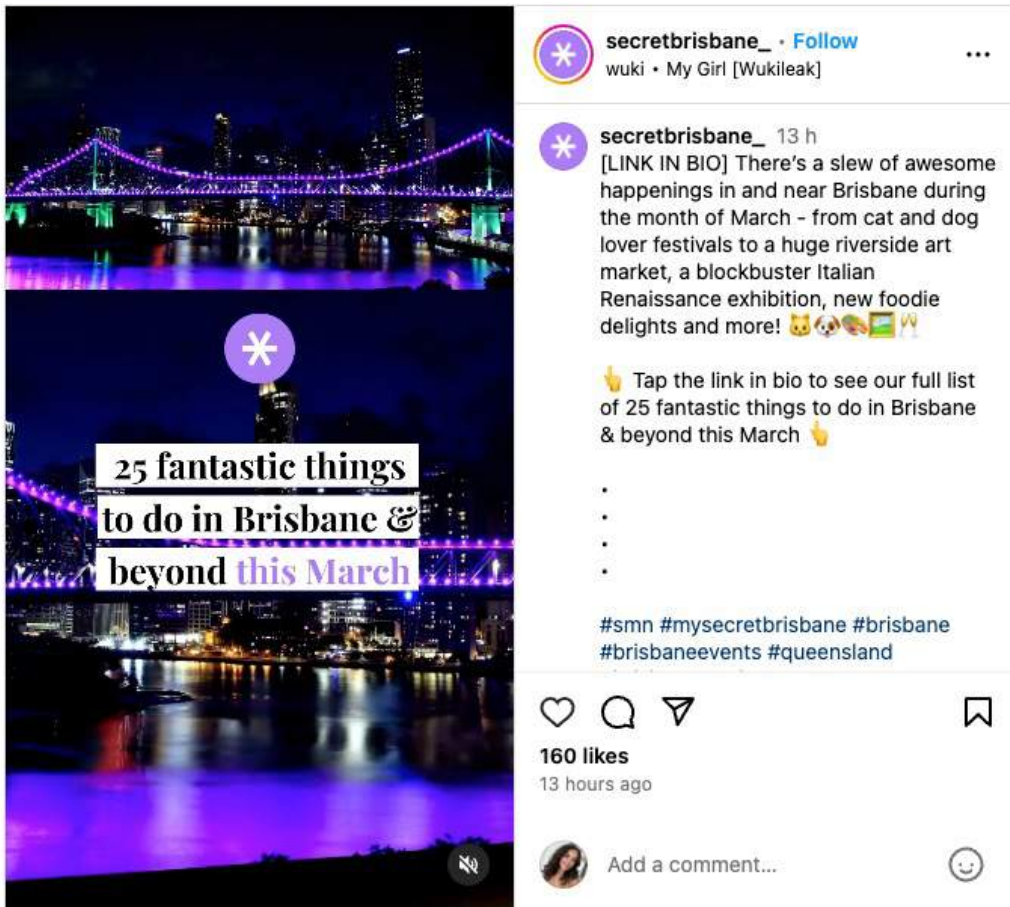 25 fantastic things
to do in Brisbane &
beyond this March
secretbrisbane_ • Follow
wuki • My Girl [Wukileak]
secretbrisbane_ 13 h
[LINK IN BIO] There's a slew of awesome
happenings in and near Brisbane during
the month of March - from cat and dog
lover festivals to a huge riverside art
market, a blockbuster Italian
Renaissance exhibition, new foodie
delights and more! 🐱🐶🎨🖼️🥂
👆 Tap the link in bio to see our full list
of 25 fantastic things to do in Brisbane
& beyond this March 👆
.
.
.
.
#smn #mysecretbrisbane #brisbane
#brisbaneevents #queensland
160 likes
13 hours ago
Add a comment...